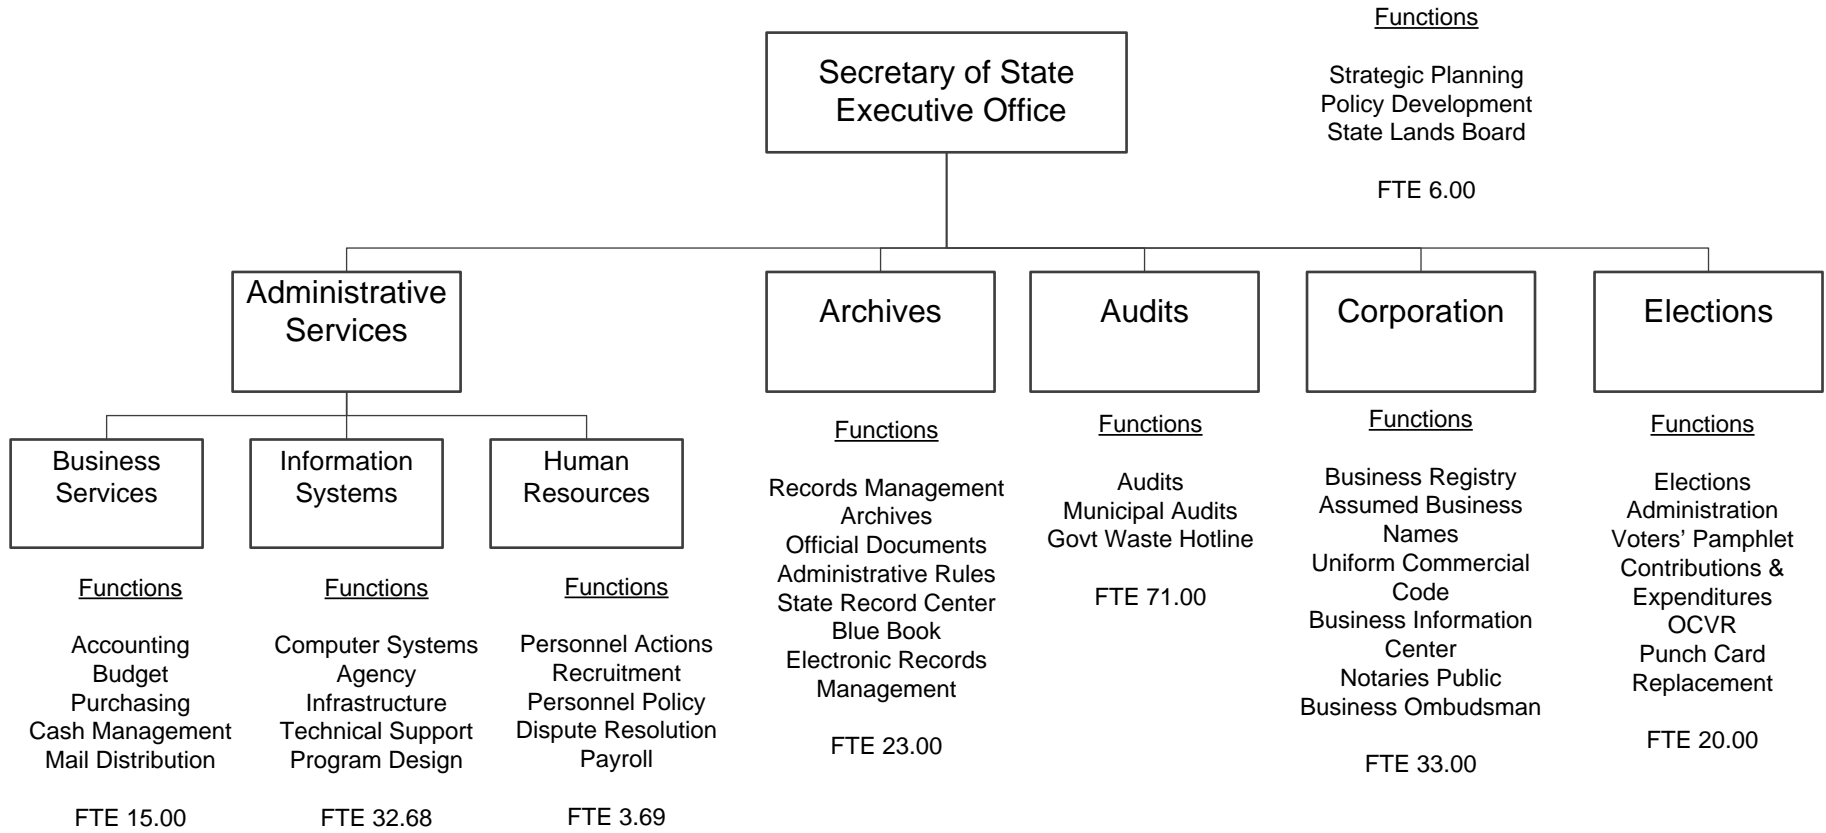 Secretary of State
Executive Office
Functions
Strategic Planning
Policy Development
State Lands Board
FTE 6.00
Administrative
Services
Archives
Audits
Corporation
Elections
Business
Services
Information
Systems
Human
Resources
Functions
Accounting
Budget
Purchasing
Cash Management
Mail Distribution
FTE 15.00
Functions
Computer Systems
Agency
Infrastructure
Technical Support
Program Design
FTE 32.68
Functions
Personnel Actions
Recruitment
Personnel Policy
Dispute Resolution
Payroll
FTE 3.69
Functions
Records Management
Archives
Official Documents
Administrative Rules
State Record Center
Blue Book
Electronic Records
Management
FTE 23.00
Functions
Audits
Municipal Audits
Govt Waste Hotline
FTE 71.00
Functions
Business Registry
Assumed Business
Names
Uniform Commercial
Code
Business Information
Center
Notaries Public
Business Ombudsman
FTE 33.00
Functions
Elections
Administration
Voters’ Pamphlet
Contributions &
Expenditures
OCVR
Punch Card
Replacement
FTE 20.00